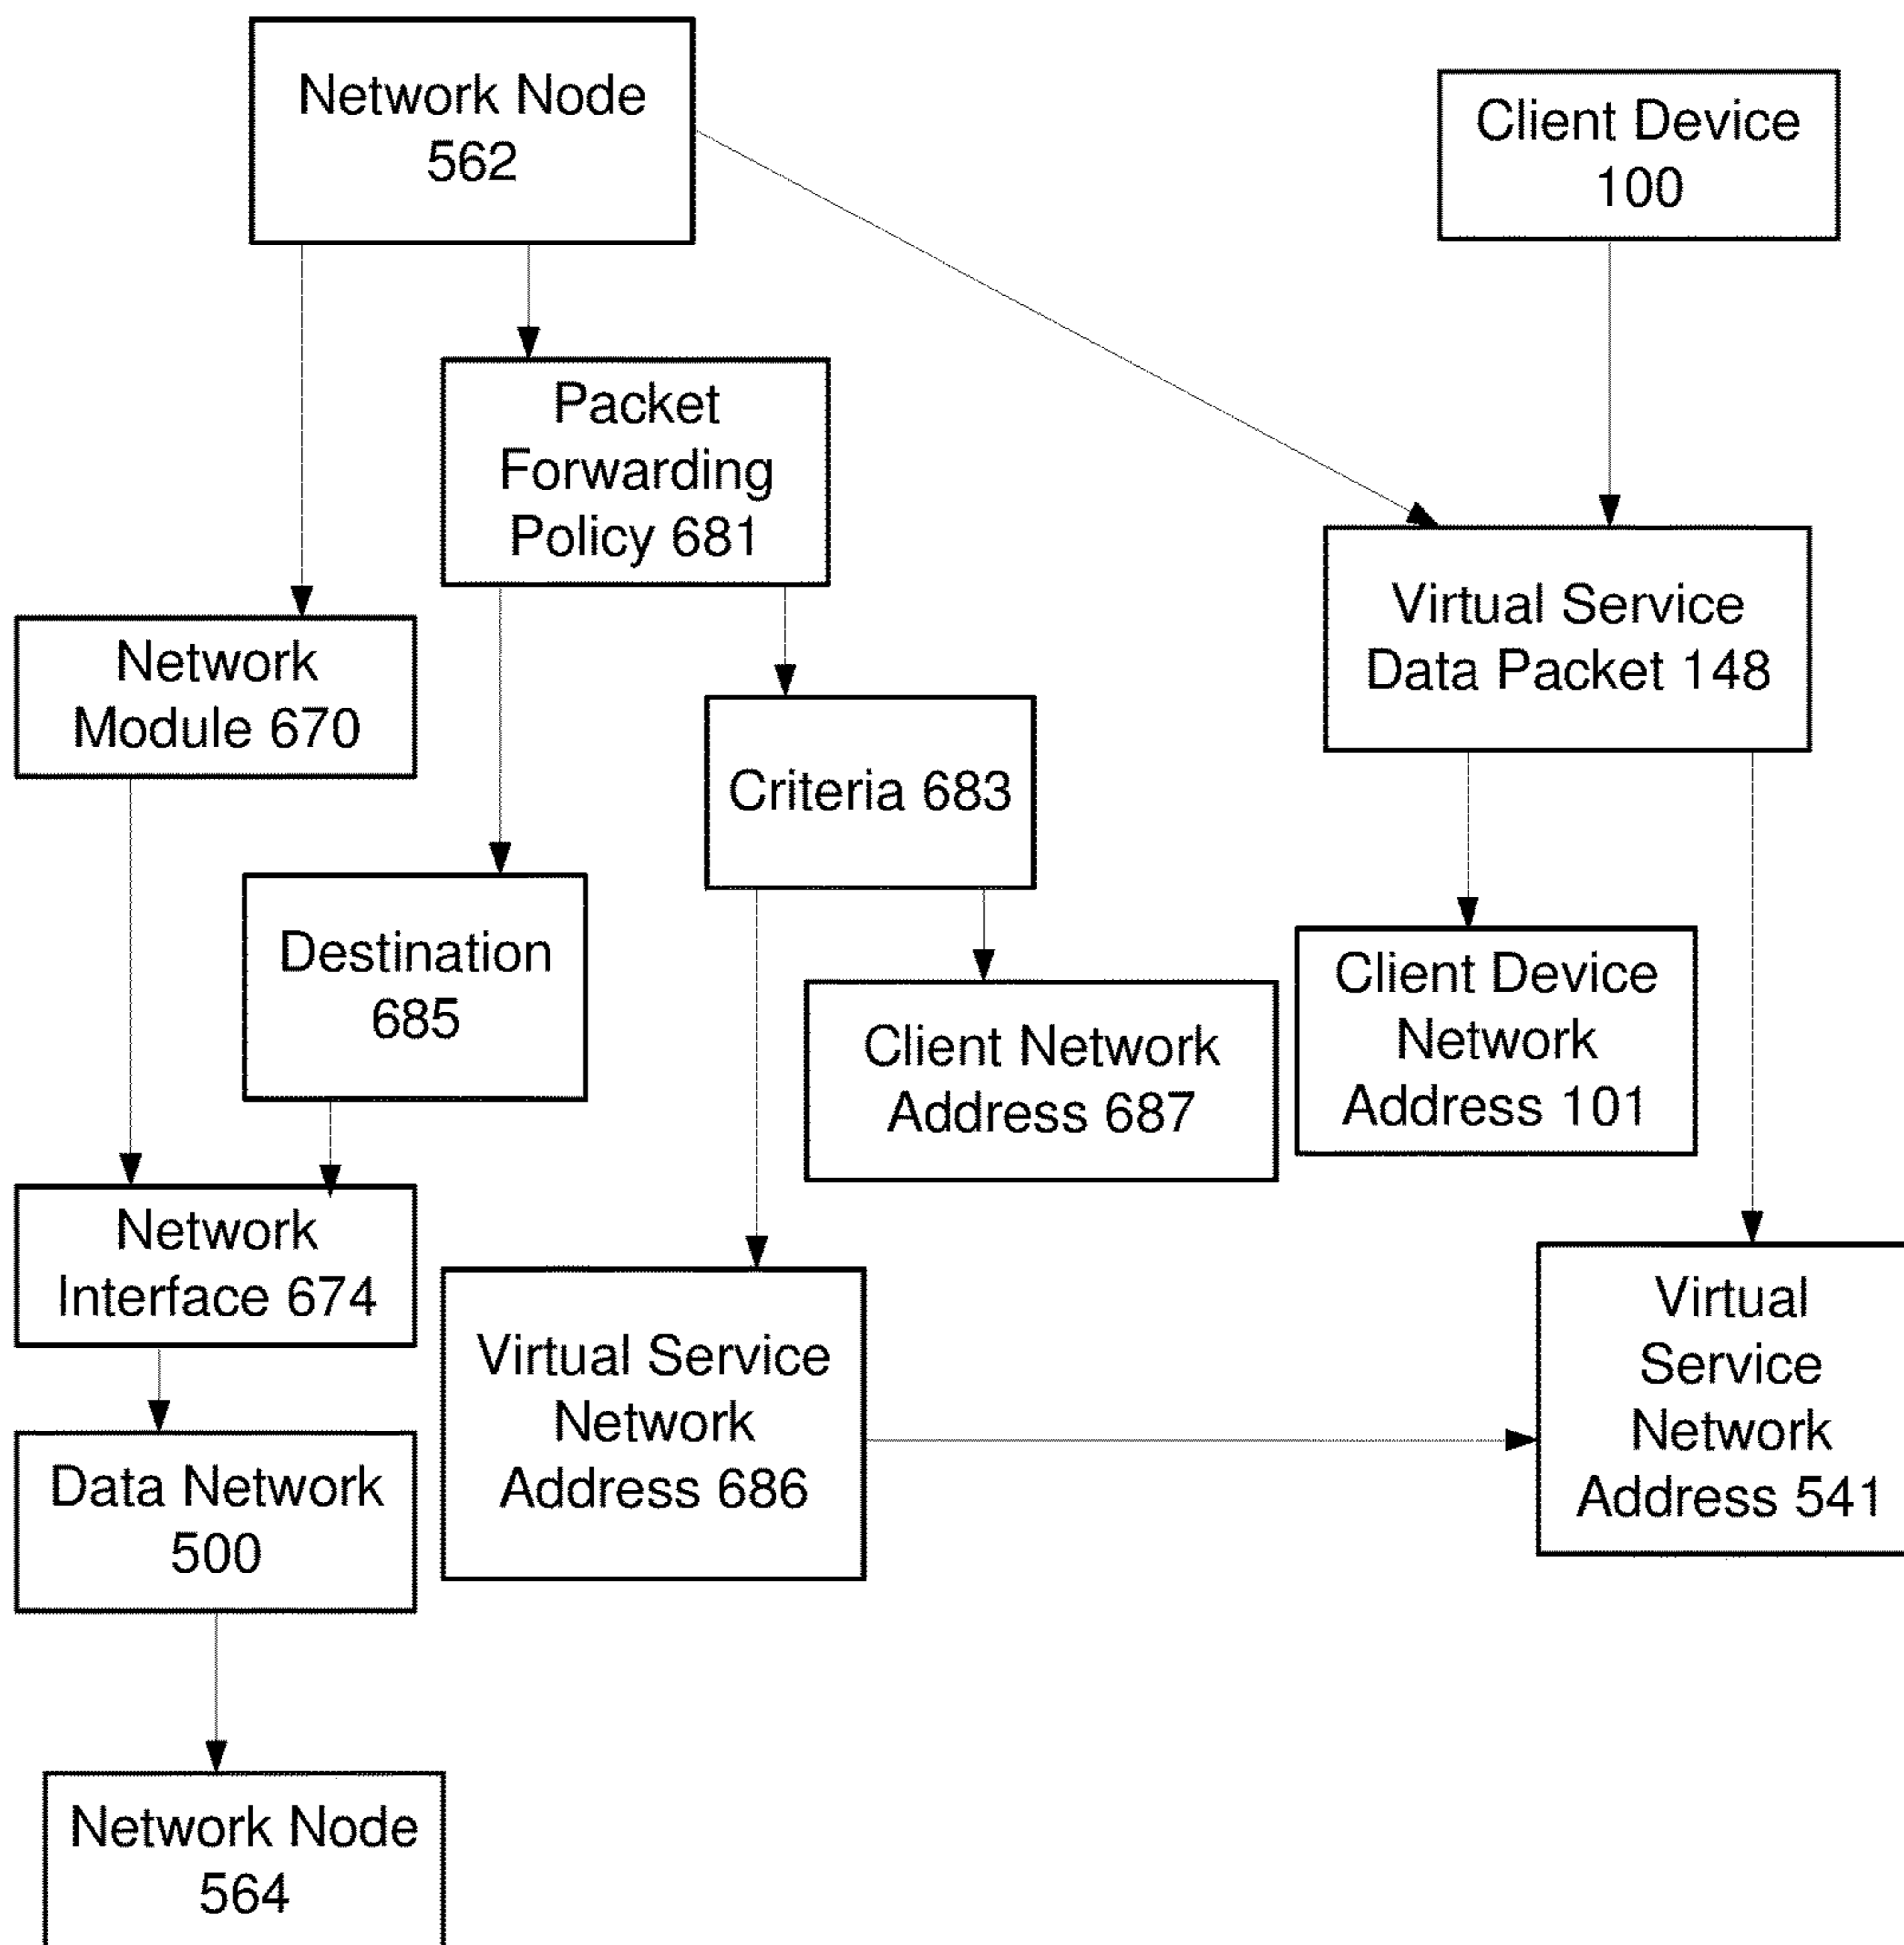 Network Node
562
Client Device
100
Packet
Forwarding
Policy 681
Virtual Service
Data Packet 148
Network
Module 670
Criteria 683
Destination
685
Client Device
Network
Address 101
Client Network
Address 687
Network
Interface 674
Virtual Service
Network
Address 686
Virtual
Service
Network
Address 541
Data Network
500
Network Node
564